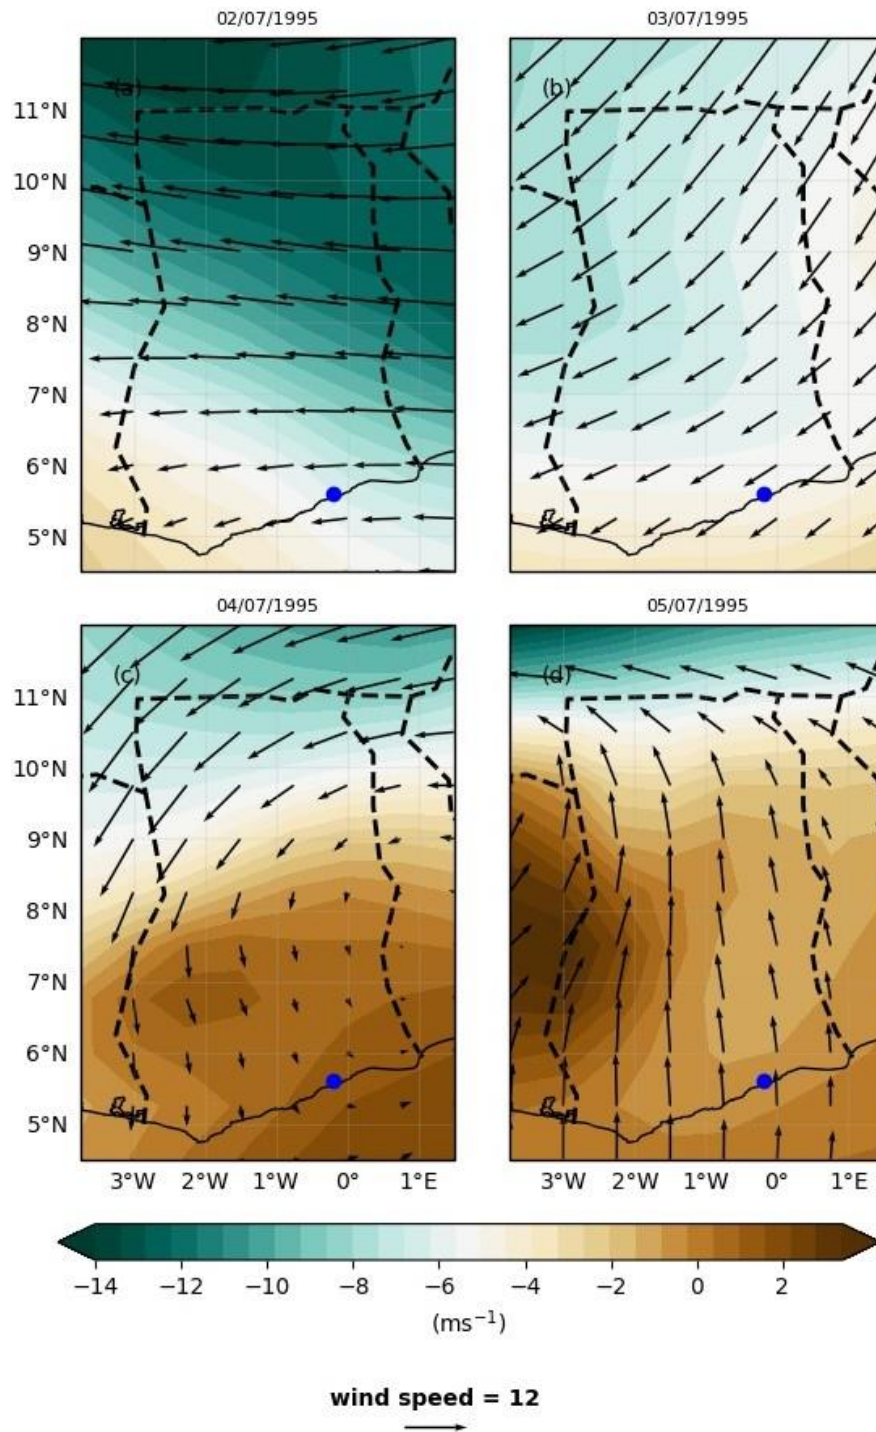 02/07/1995 03/07/1995
(a) (b)
11°N
10°N
9°N
8°N
7°N
6°N
5°N
04/07/1995 05/07/1995
(c) (d)
11°N
10°N
9°N
8°N
7°N
6°N
5°N
3°W 2°W 1°W 0° 1°E 3°W 2°W 1°W 0° 1°E
−14 −12 −10 −8 −6 −4 −2 0 2
(ms⁻¹)
wind speed = 12